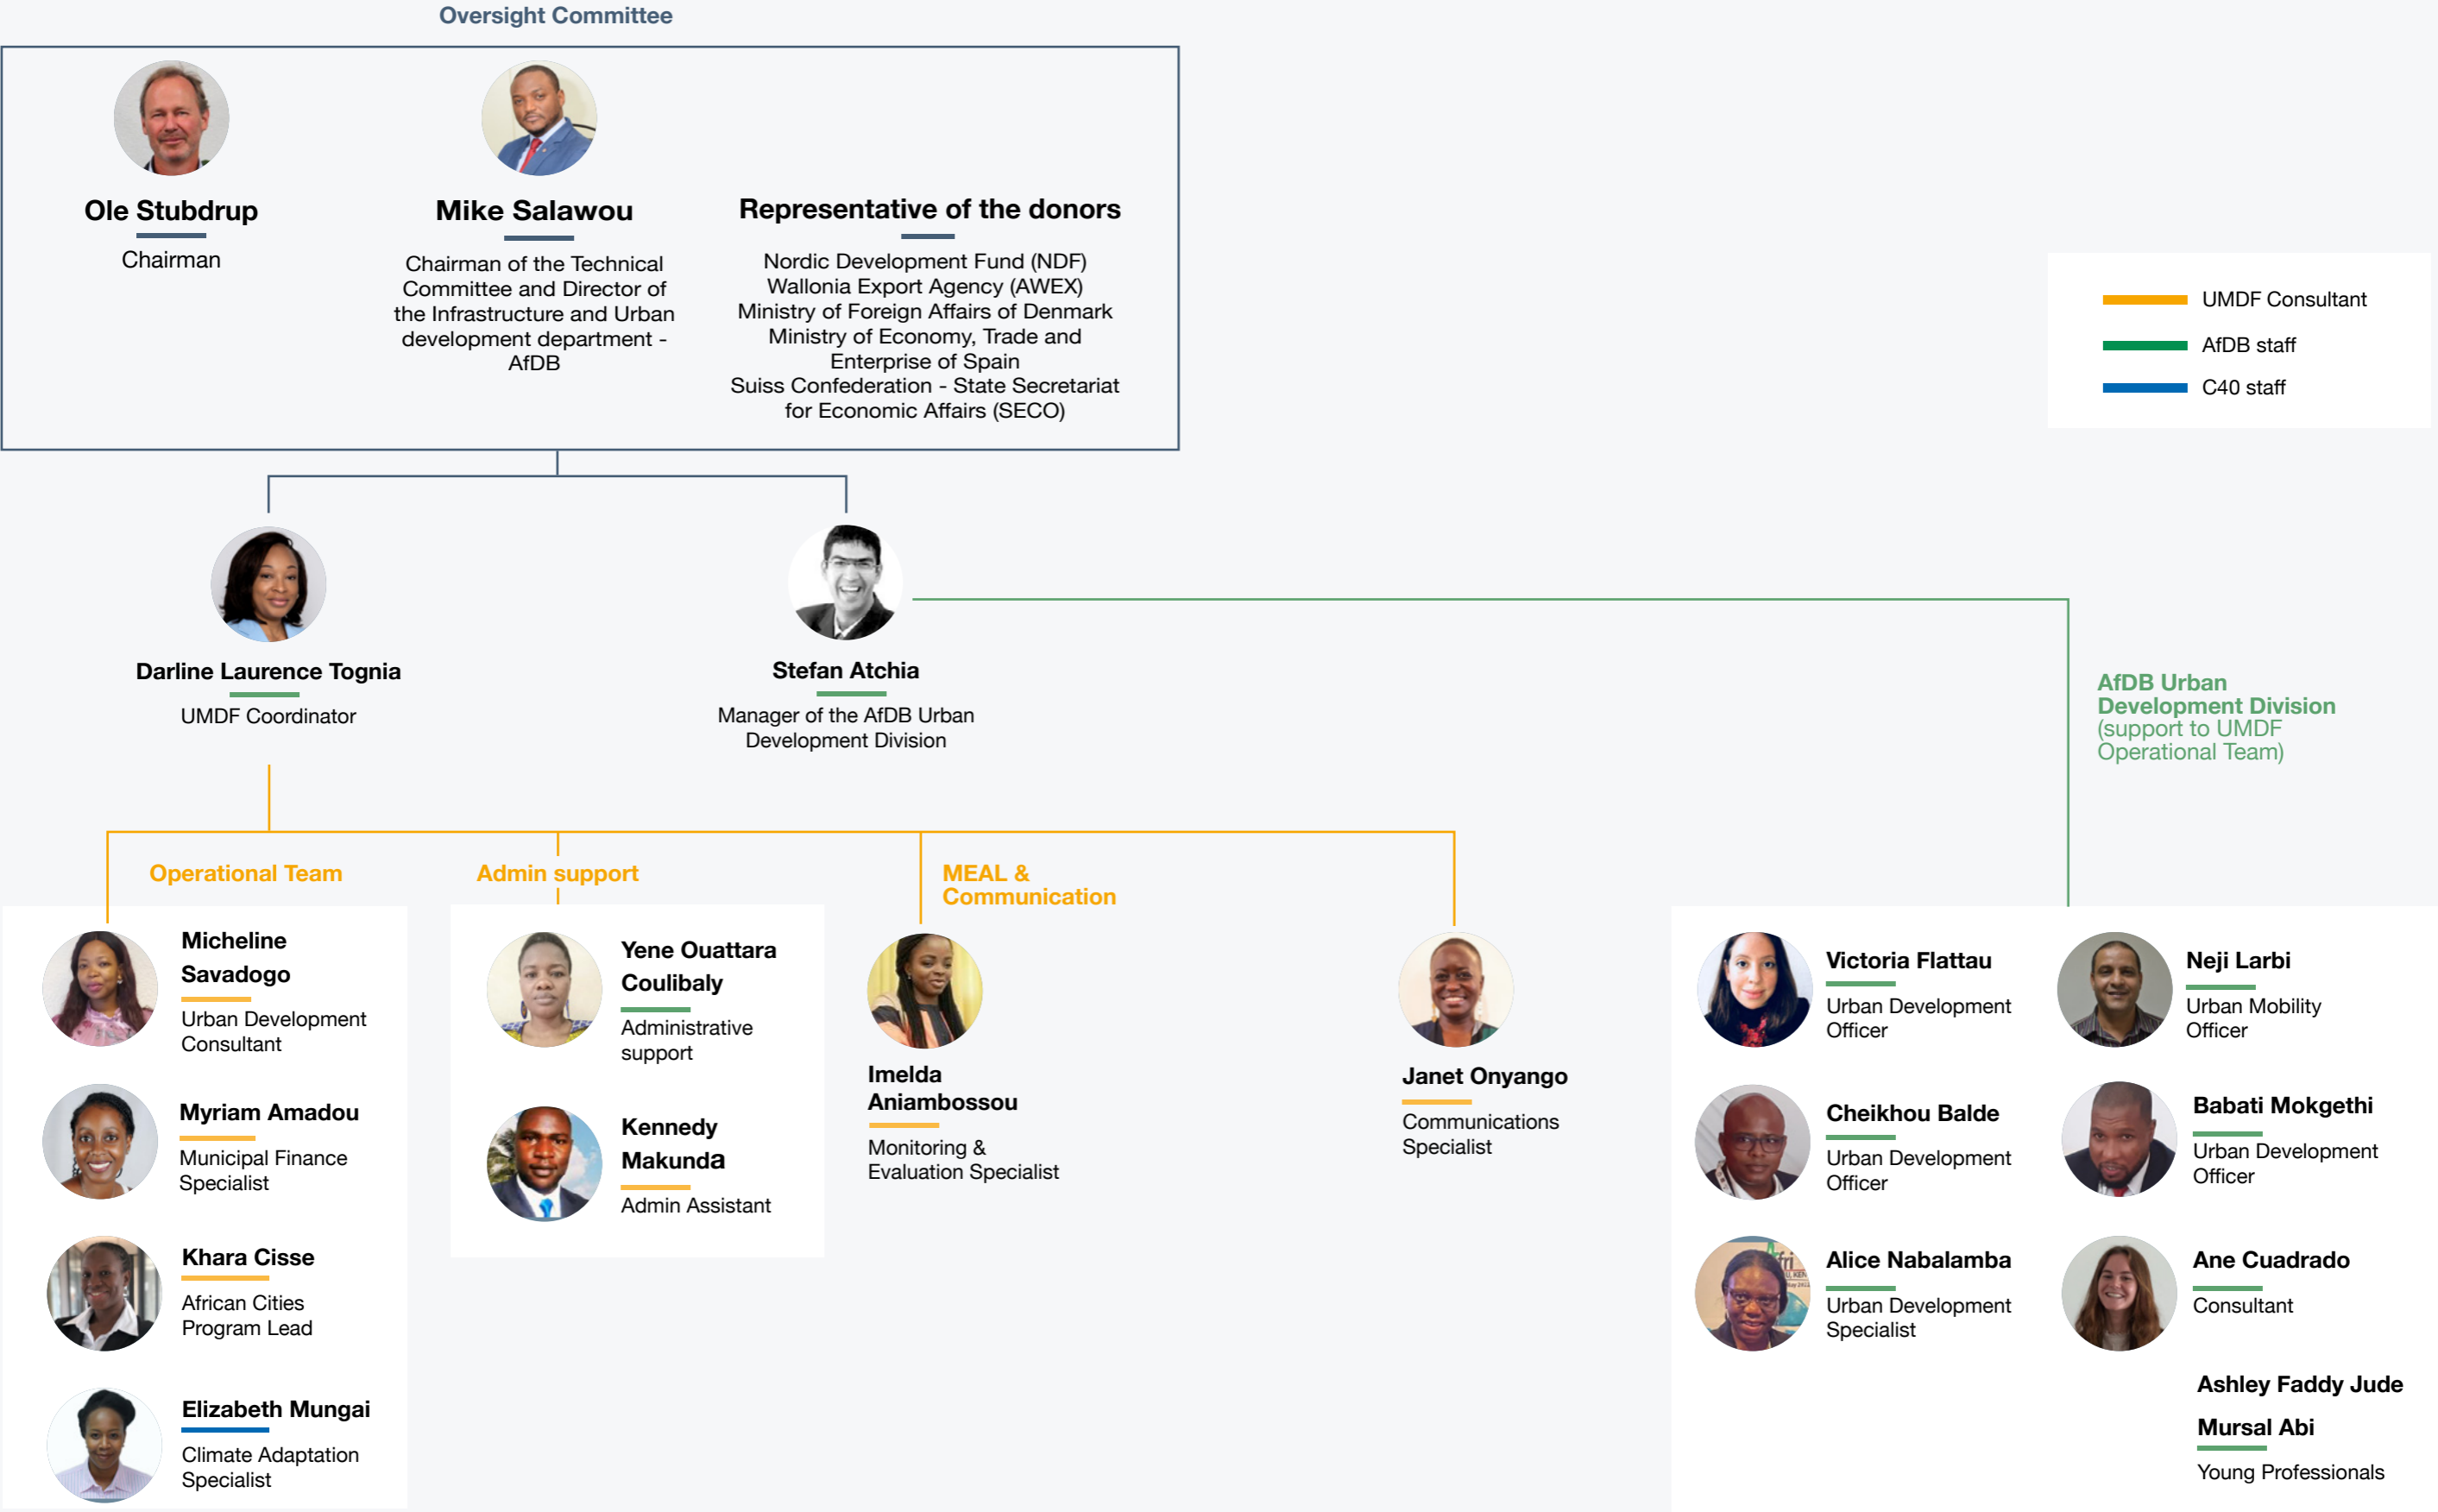 Oversight Committee
Ole Stubdrup
Chairman
Mike Salawou
Chairman of the Technical
Committee and Director of
the Infrastructure and Urban
development department -
AfDB
Representative of the donors
Nordic Development Fund (NDF)
Wallonia Export Agency (AWEX)
Ministry of Foreign Affairs of Denmark
Ministry of Economy, Trade and
Enterprise of Spain
Suiss Confederation - State Secretariat
for Economic Affairs (SECO)
UMDF Consultant
AfDB staff
C40 staff
Darline Laurence Tognia
UMDF Coordinator
Stefan Atchia
Manager of the AfDB Urban
Development Division
AfDB Urban
Development Division
(support to UMDF
Operational Team)
Operational Team
Micheline
Savadogo
Urban Development
Consultant
Myriam Amadou
Municipal Finance
Specialist
Khara Cisse
African Cities
Program Lead
Elizabeth Mungai
Climate Adaptation
Specialist
Admin support
Yene Ouattara
Coulibaly
Administrative
support
Kennedy
Makunda
Admin Assistant
MEAL &
Communication
Imelda
Aniambossou
Monitoring &
Evaluation Specialist
Janet Onyango
Communications
Specialist
Victoria Flattau
Urban Development
Officer
Cheikhou Balde
Urban Development
Officer
Alice Nabalamba
Urban Development
Specialist
Neji Larbi
Urban Mobility
Officer
Babati Mokgethi
Urban Development
Officer
Ane Cuadrado
Consultant
Ashley Faddy Jude
Mursal Abi
Young Professionals